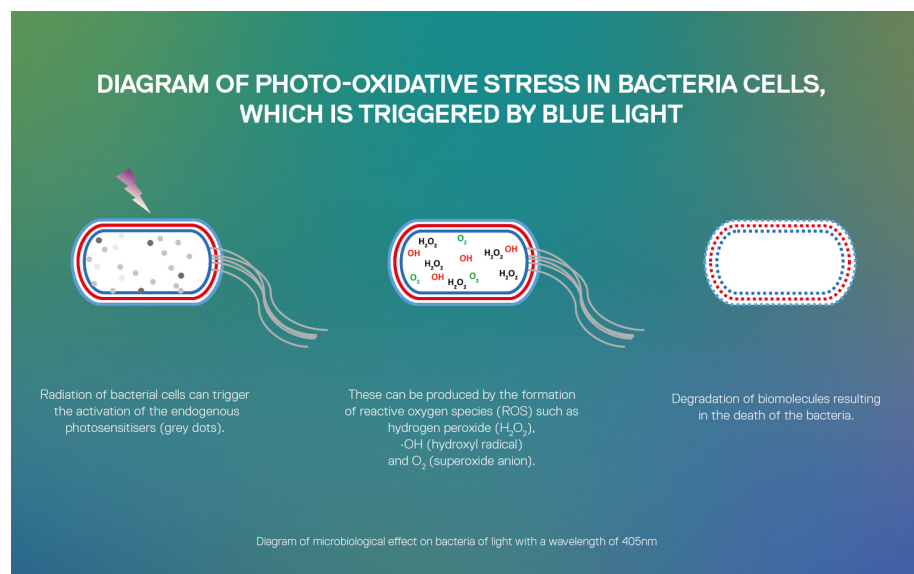 DIAGRAM OF PHOTO-OXIDATIVE STRESS IN BACTERIA CELLS,
WHICH IS TRIGGERED BY BLUE LIGHT
H₂O₂
O₂
OH
H₂O₂
OH
OH
H₂O₂
O₂
OH
H₂O₂
O₂
H₂O₂
Radiation of bacterial cells can trigger
the activation of the endogenous
photosensitisers (grey dots).
These can be produced by the formation
of reactive oxygen species (ROS) such as
hydrogen peroxide (H₂O₂),
·OH (hydroxyl radical)
and O₂ (superoxide anion).
Degradation of biomolecules resulting
in the death of the bacteria.
Diagram of microbiological effect on bacteria of light with a wavelength of 405nm